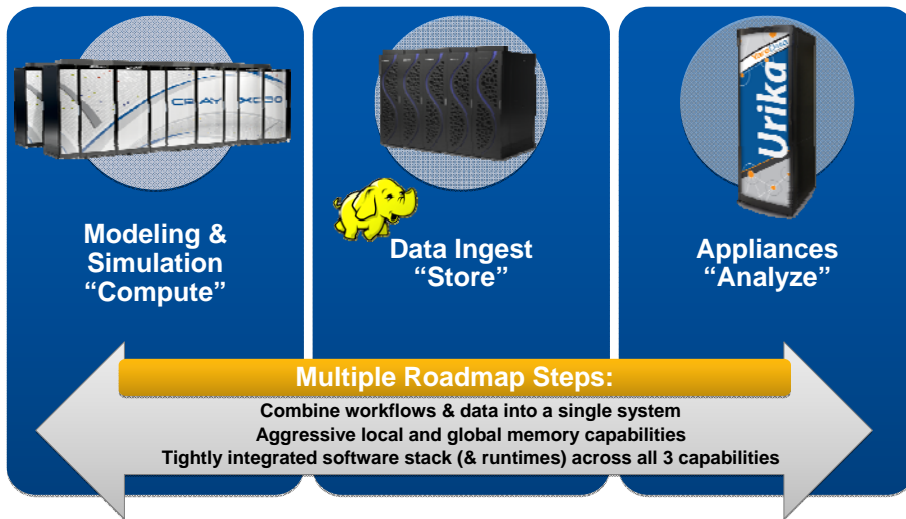 CRAY XC30
YarcData
Urika
Modeling &
Simulation
“Compute”
Data Ingest
“Store”
Appliances
“Analyze”
Multiple Roadmap Steps:
Combine workflows & data into a single system
Aggressive local and global memory capabilities
Tightly integrated software stack (& runtimes) across all 3 capabilities